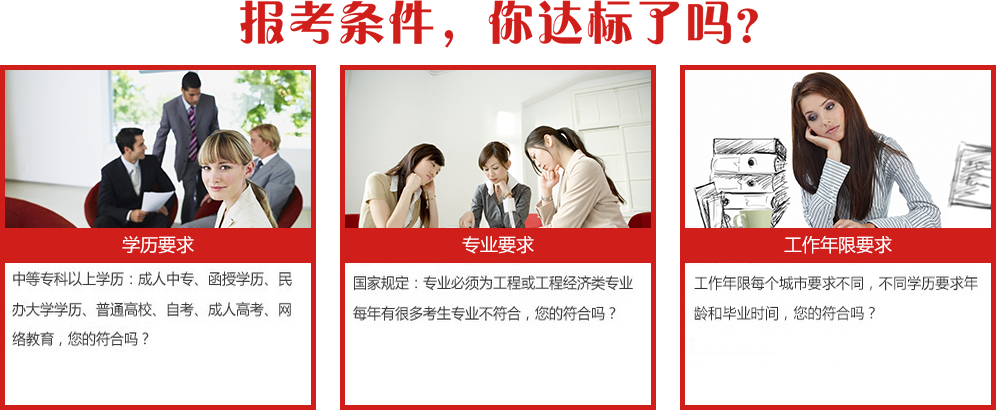 报考条件，你达标了吗?
学历要求
中等专科以上学历：成人中专、函授学历、民
办大学学历、普通高校、自考、成人高考、网
络教育，您的符合吗？
专业要求
国家规定：专业必须为工程或工程经济类专业
每年有很多考生专业不符合，您的符合吗？
工作年限要求
工作年限每个城市要求不同，不同学历要求年
龄和毕业时间，您的符合吗？